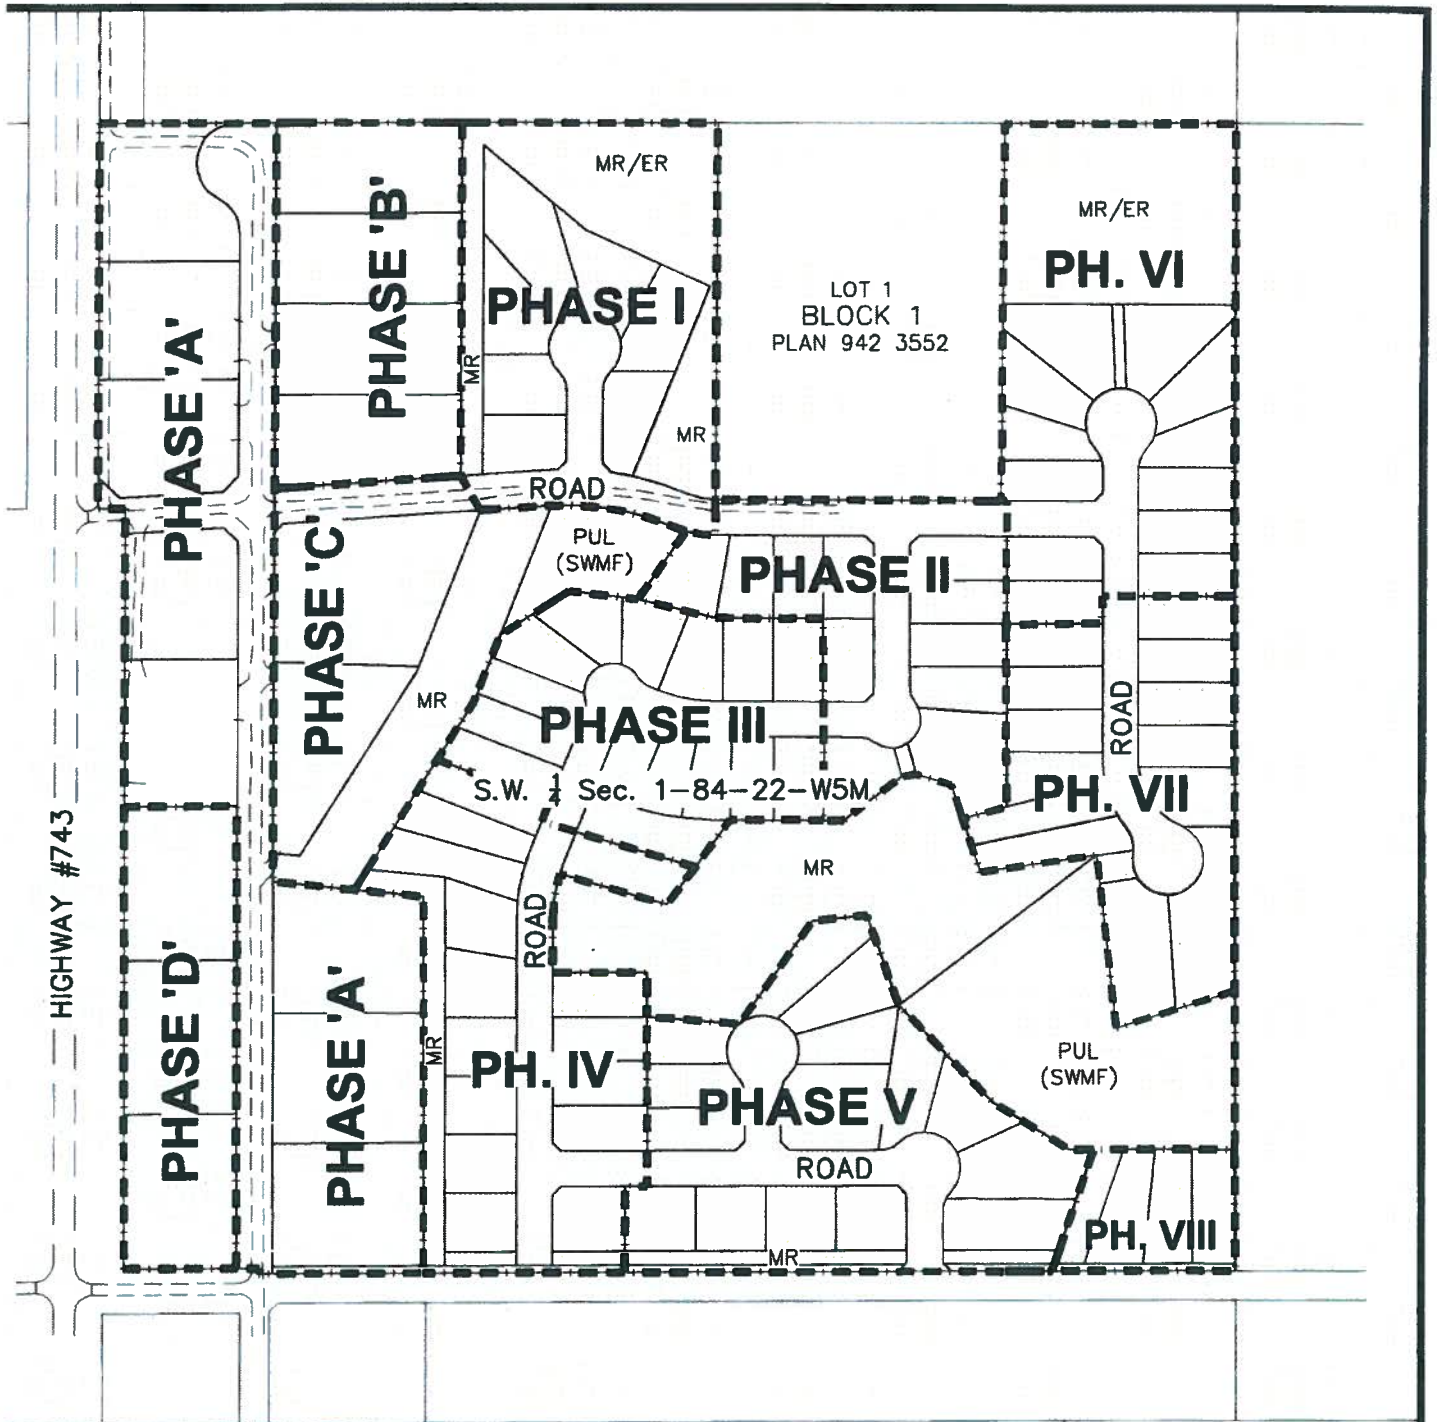 MR/ER
MR/ER
PH. VI
PHASE 'B'
PHASE I
LOT 1
BLOCK 1
PLAN 942 3552
PHASE 'A'
MR
MR
ROAD
PHASE 'C'
PUL
(SWMF)
PHASE II
MR
PHASE III
ROAD
S.W. ¼ Sec. 1-84-22-W5M
PH. VII
HIGHWAY #743
MR
ROAD
PHASE 'D'
PHASE 'A'
MR
PH. IV
PUL
(SWMF)
PHASE V
ROAD
PH. VIII
MR